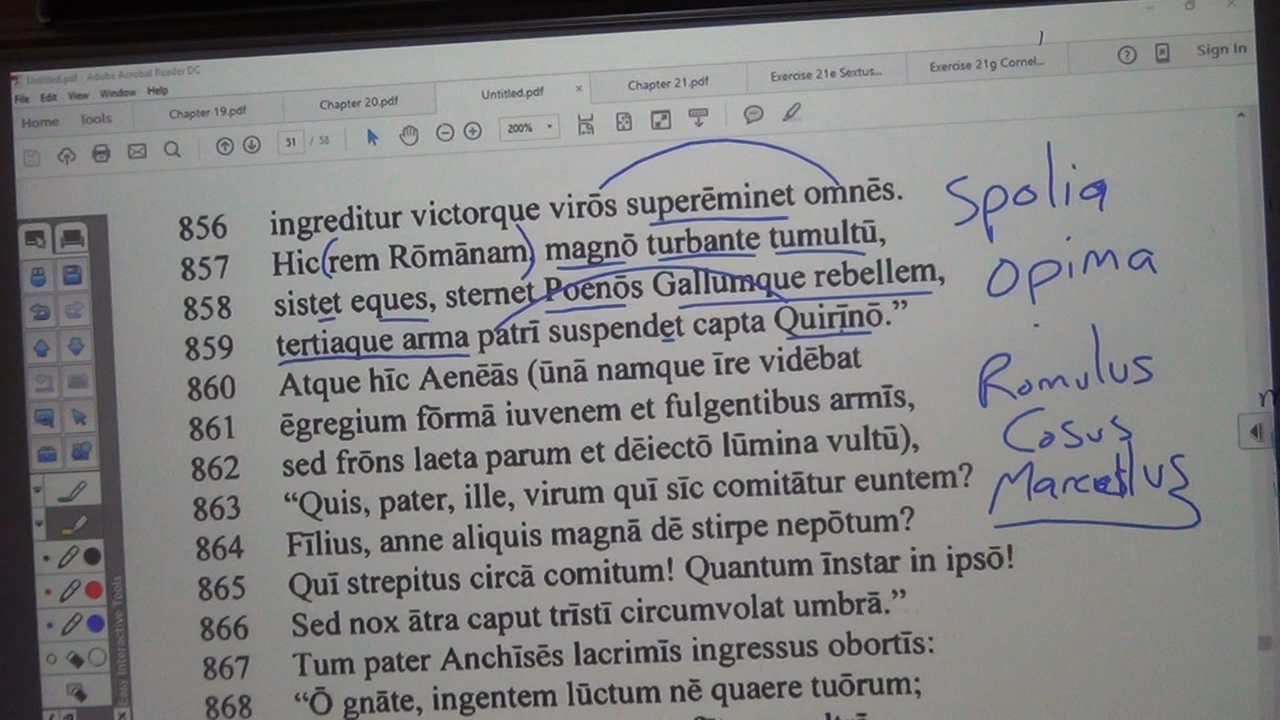 Untitled.pdf - Adobe Acrobat Reader DC
File Edit View Window Help
Home Tools Chapter 19.pdf Chapter 20.pdf Untitled.pdf × Chapter 21.pdf Exercise 21e Sextus... Exercise 21g Cornel... Sign In
51 / 58 200%
856 ingreditur victorque virōs superēminet omnēs.
857 Hic (rem Rōmānam) magnō turbante tumultū,
858 sistet eques, sternet Poenōs Gallumque rebellem,
859 tertiaque arma patrī suspendet capta Quirīnō.”
860 Atque hīc Aenēās (ūnā namque īre vidēbat
861 ēgregium fōrmā iuvenem et fulgentibus armīs,
862 sed frōns laeta parum et dēiectō lūmina vultū),
863 “Quis, pater, ille, virum quī sīc comitātur euntem?
864 Fīlius, anne aliquis magnā dē stirpe nepōtum?
865 Quī strepitus circā comitum! Quantum īnstar in ipsō!
866 Sed nox ātra caput trīstī circumvolat umbrā.”
867 Tum pater Anchīsēs lacrimīs ingressus obortīs:
868 “Ō gnāte, ingentem lūctum nē quaere tuōrum;
Spolia
Opima
Romulus
Cosus
Marcellus
Easy Interactive Tools